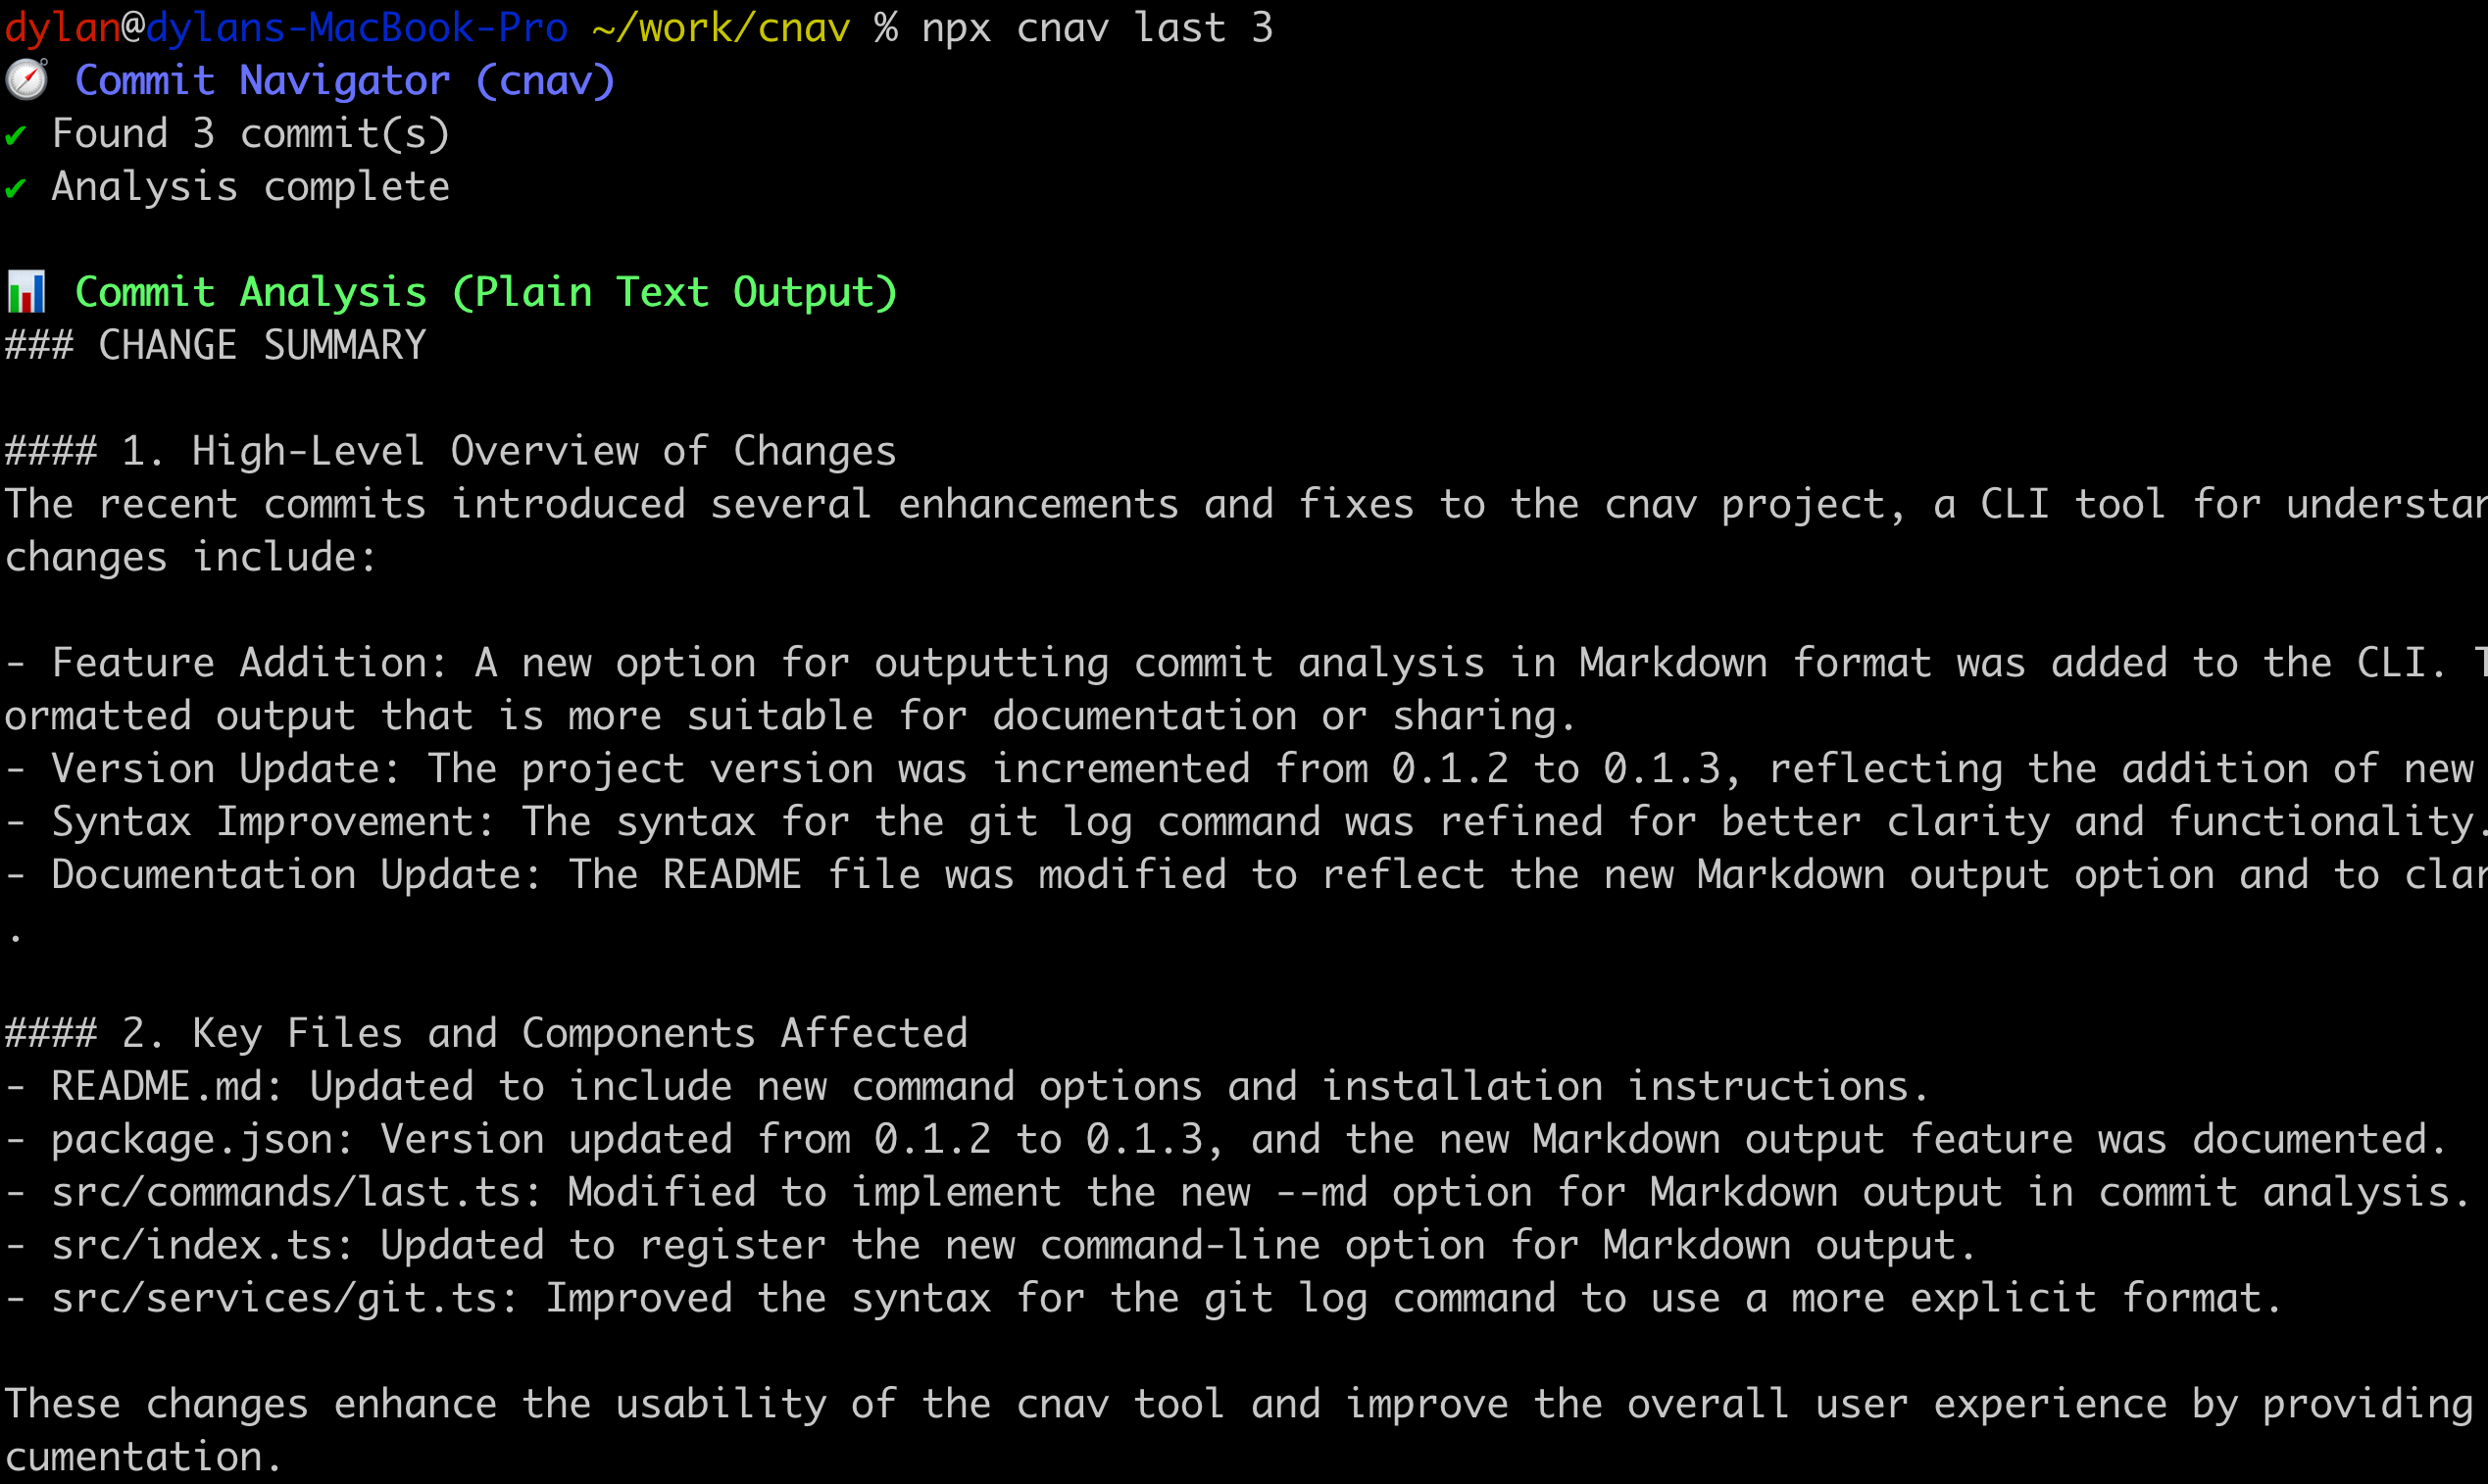 dylan@dylans-MacBook-Pro ~/work/cnav % npx cnav last 3
🧭 Commit Navigator (cnav)
✔ Found 3 commit(s)
✔ Analysis complete
📊 Commit Analysis (Plain Text Output)
### CHANGE SUMMARY
#### 1. High-Level Overview of Changes
The recent commits introduced several enhancements and fixes to the cnav project, a CLI tool for understan
changes include:
- Feature Addition: A new option for outputting commit analysis in Markdown format was added to the CLI. T
ormatted output that is more suitable for documentation or sharing.
- Version Update: The project version was incremented from 0.1.2 to 0.1.3, reflecting the addition of new
- Syntax Improvement: The syntax for the git log command was refined for better clarity and functionality.
- Documentation Update: The README file was modified to reflect the new Markdown output option and to clar
.
#### 2. Key Files and Components Affected
- README.md: Updated to include new command options and installation instructions.
- package.json: Version updated from 0.1.2 to 0.1.3, and the new Markdown output feature was documented.
- src/commands/last.ts: Modified to implement the new --md option for Markdown output in commit analysis.
- src/index.ts: Updated to register the new command-line option for Markdown output.
- src/services/git.ts: Improved the syntax for the git log command to use a more explicit format.
These changes enhance the usability of the cnav tool and improve the overall user experience by providing
cumentation.